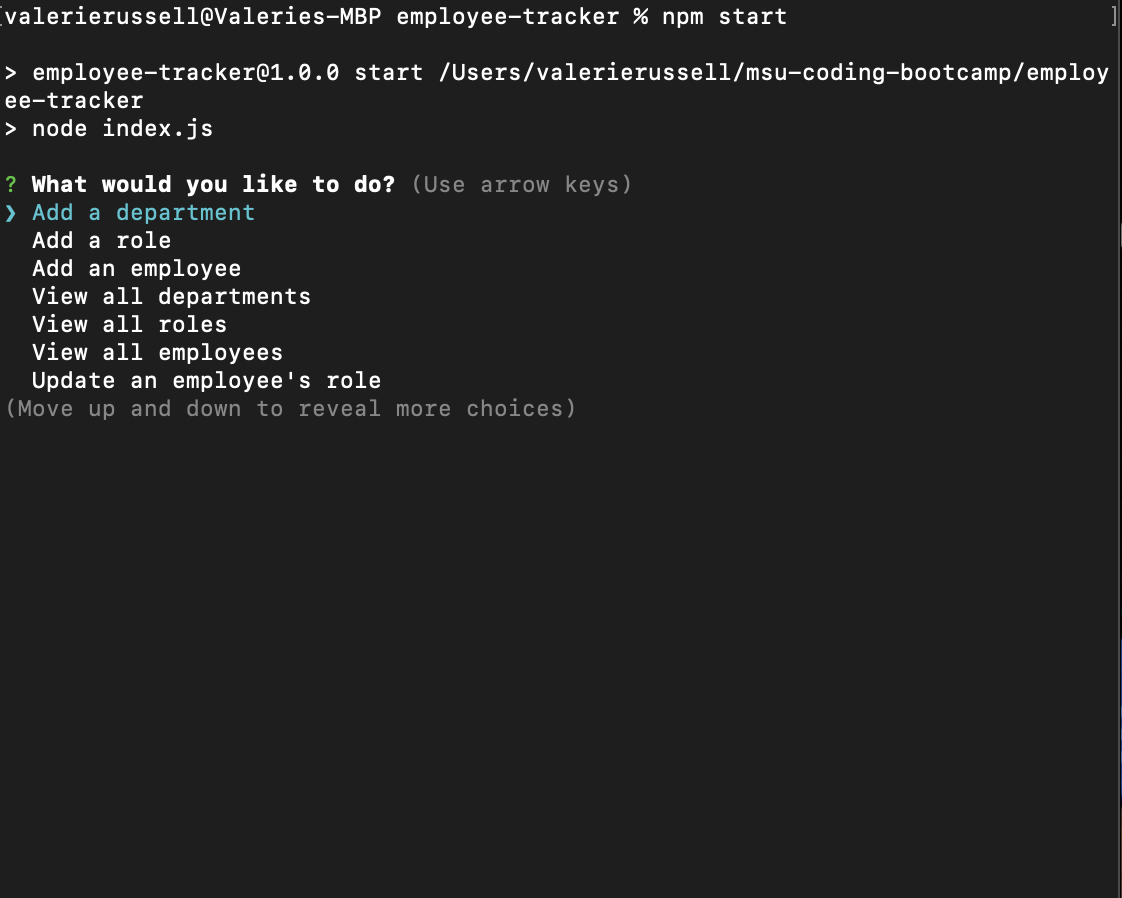 [valerierussell@Valeries-MBP employee-tracker % npm start ]
> employee-tracker@1.0.0 start /Users/valerierussell/msu-coding-bootcamp/employ
ee-tracker
> node index.js
? What would you like to do? (Use arrow keys)
❯ Add a department
Add a role
Add an employee
View all departments
View all roles
View all employees
Update an employee's role
(Move up and down to reveal more choices)